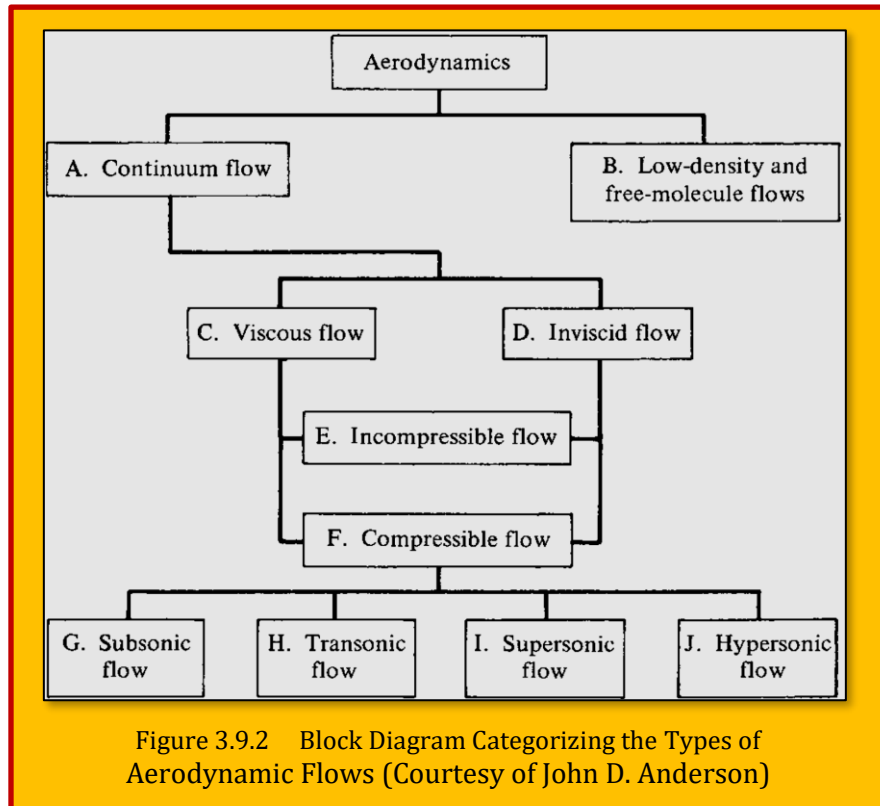 Aerodynamics
A. Continuum flow
B. Low-density and
free-molecule flows
C. Viscous flow
D. Inviscid flow
E. Incompressible flow
F. Compressible flow
G. Subsonic
flow
H. Transonic
flow
I. Supersonic
flow
J. Hypersonic
flow
Figure 3.9.2 Block Diagram Categorizing the Types of
Aerodynamic Flows (Courtesy of John D. Anderson)